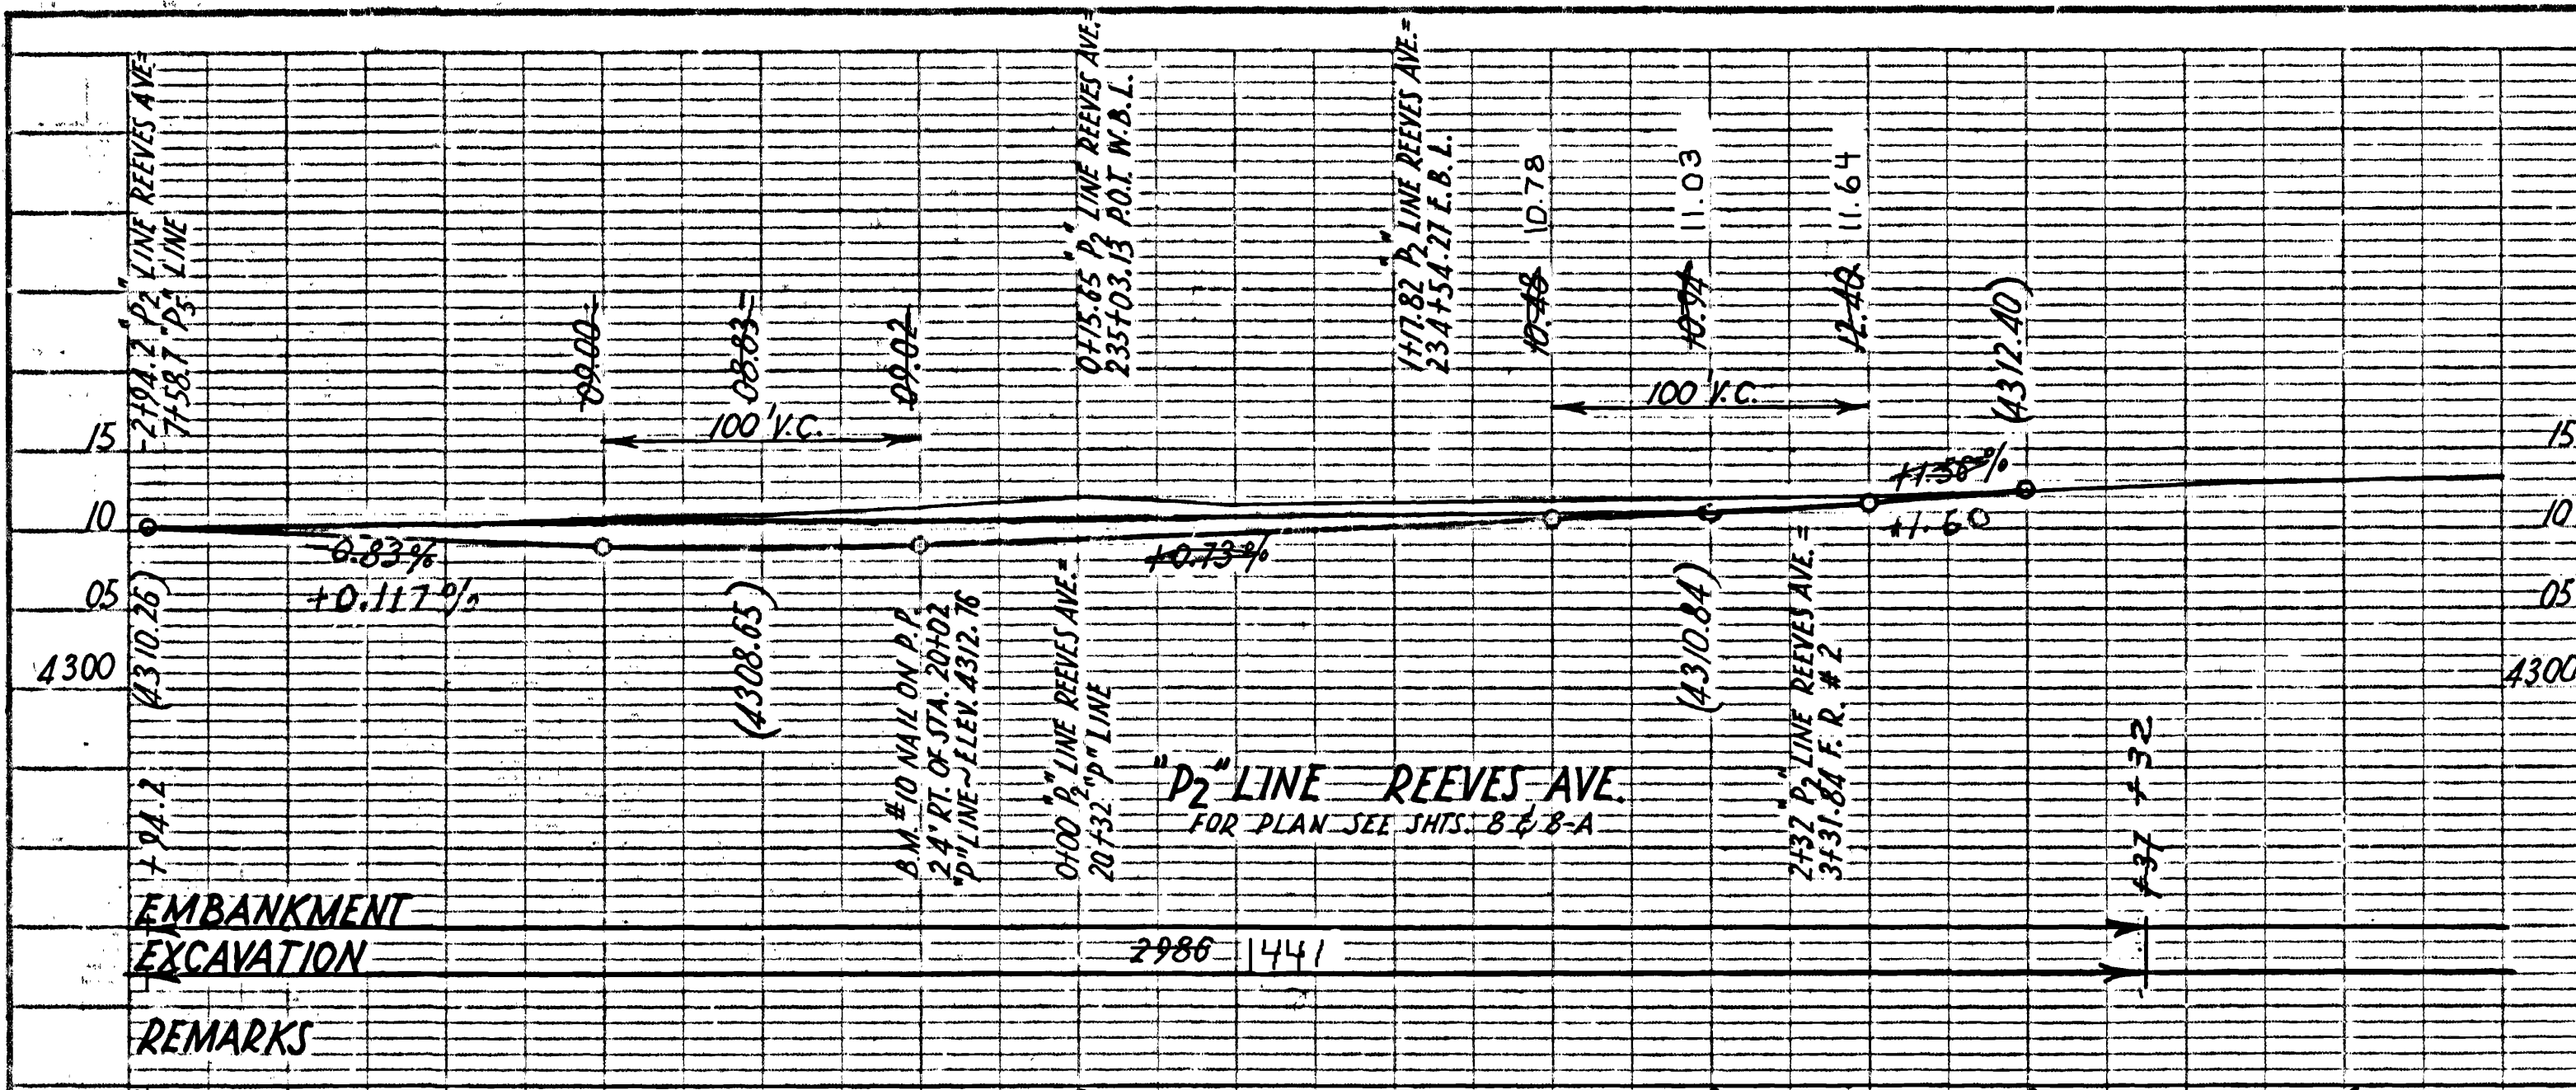 -2+94.2 "P2" LINE REEVES AVE.=
7+58.7 "P5" LINE
09.00
08.83
09.02
0+15.65 "P2" LINE REEVES AVE.=
235+03.13 P.O.T. W.B.L.
1+17.82 "P2" LINE REEVES AVE.=
234+54.27 E.B.L.
10.48 10.78
10.94 11.03
12.40 11.64
(4312.40)
100' V.C.
100' V.C.
15
15
10
10
05
05
4300
4300
-0.83%
+0.117%
+0.73%
+1.56%
+1.60
(4310.26)
(4308.65)
(4310.84)
+94.2
B.M. #10 NAIL ON P.P.
24' RT. OF STA. 20+02
"P" LINE~ELEV. 4312.76
0+00 "P2" LINE REEVES AVE.=
20+32 "P" LINE
"P2" LINE REEVES AVE.
FOR PLAN SEE SHTS. 8 & 8-A
2+32 "P2" LINE REEVES AVE.=
3+31.84 F.R. #2
+37 +32
EMBANKMENT
EXCAVATION
2986 1441
REMARKS